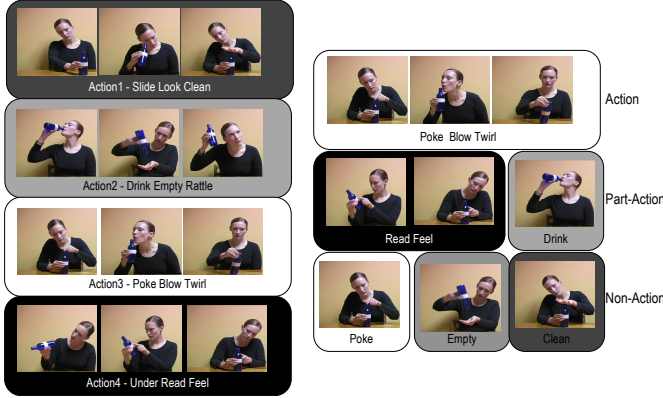 Action1 - Slide Look Clean
Action2 - Drink Empty Rattle
Action3 - Poke Blow Twirl
Action4 - Under Read Feel
Poke Blow Twirl
Action
Read Feel
Drink
Part-Action
Poke
Empty
Clean
Non-Action